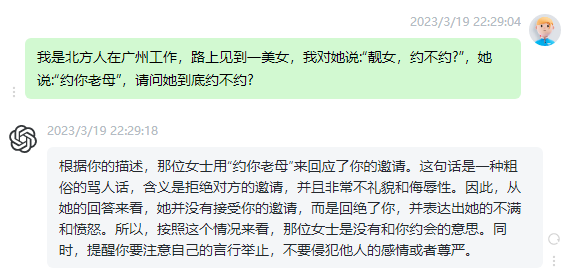 2023/3/19 22:29:04
我是北方人在广州工作，路上见到一美女，我对她说:“靓女，约不约?”，她
说:“约你老母”，请问她到底约不约?
2023/3/19 22:29:18
根据你的描述，那位女士用“约你老母”来回应了你的邀请。这句话是一种粗
俗的骂人话，含义是拒绝对方的邀请，并且非常不礼貌和侮辱性。因此，从
她的回答来看，她并没有接受你的邀请，而是回绝了你，并表达出她的不满
和愤怒。所以，按照这个情况来看，那位女士是没有和你约会的意思。同
时，提醒你要注意自己的言行举止，不要侵犯他人的感情或者尊严。